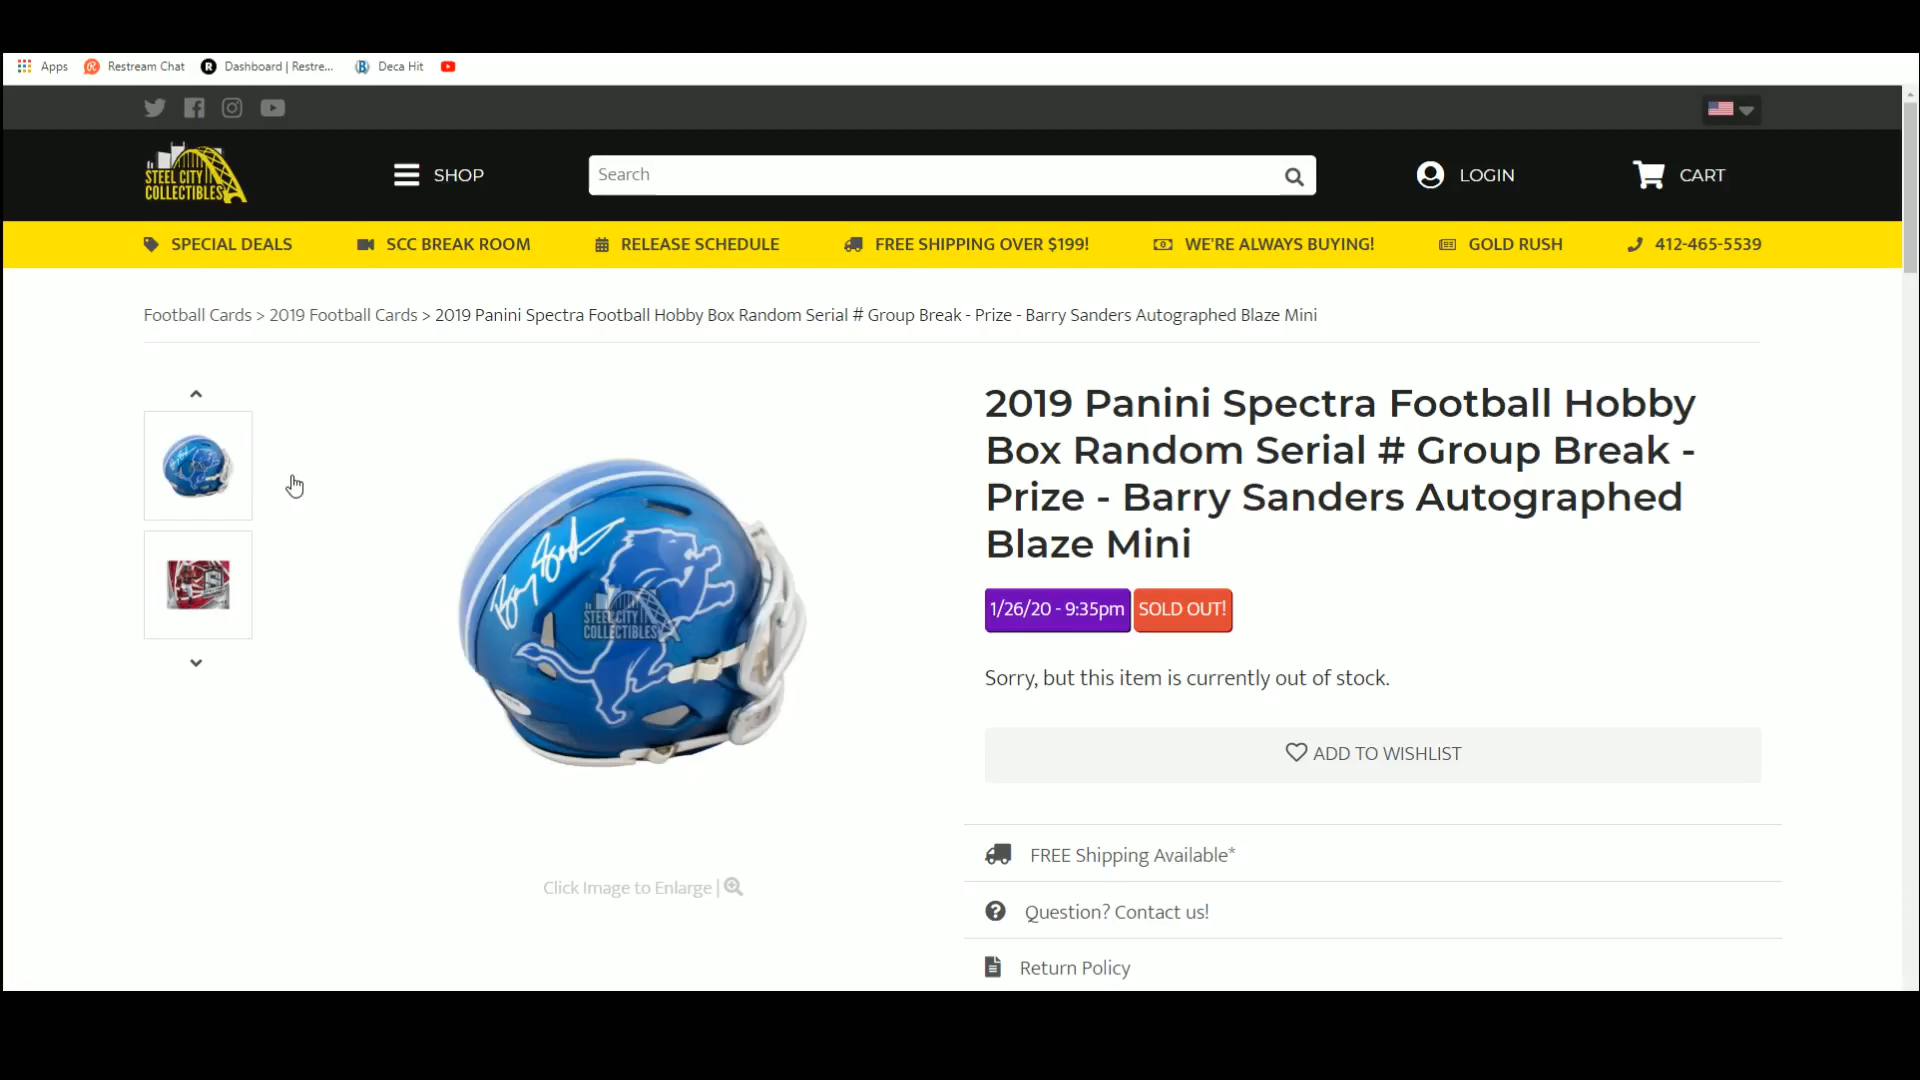 Apps
Restream Chat
Dashboard | Restre...
Deca Hit
STEEL CITY
COLLECTIBLES
SHOP
Search
LOGIN
CART
SPECIAL DEALS
SCC BREAK ROOM
RELEASE SCHEDULE
FREE SHIPPING OVER $199!
WE'RE ALWAYS BUYING!
GOLD RUSH
412-465-5539
Football Cards > 2019 Football Cards > 2019 Panini Spectra Football Hobby Box Random Serial # Group Break - Prize - Barry Sanders Autographed Blaze Mini
STEEL CITY
COLLECTIBLES
Click Image to Enlarge |
2019 Panini Spectra Football Hobby
Box Random Serial # Group Break -
Prize - Barry Sanders Autographed
Blaze Mini
1/26/20 - 9:35pm
SOLD OUT!
Sorry, but this item is currently out of stock.
ADD TO WISHLIST
FREE Shipping Available*
Question? Contact us!
Return Policy